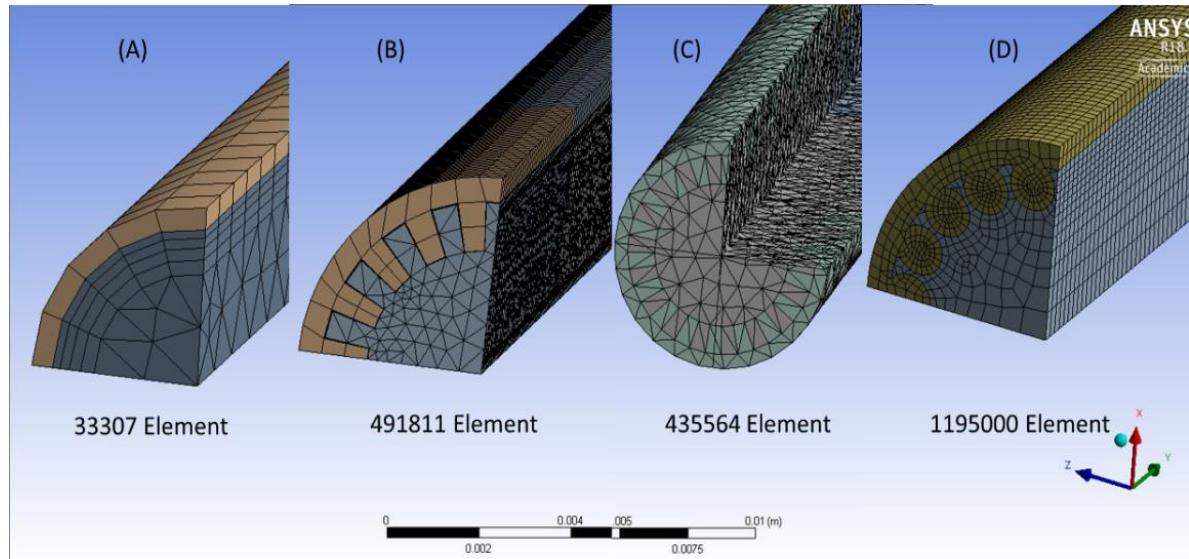 (A)
(B)
(C)
(D)
ANSYS
R18.
Academic
33307 Element
491811 Element
435564 Element
1195000 Element
X
Y
Z
0
0.004
.005
0.01 (m)
0.002
0.0075